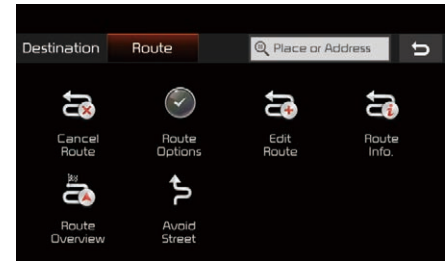 Destination
Route
Place or Address
Cancel
Route
Route
Options
Edit
Route
Route
Info.
Route
Overview
Avoid
Street